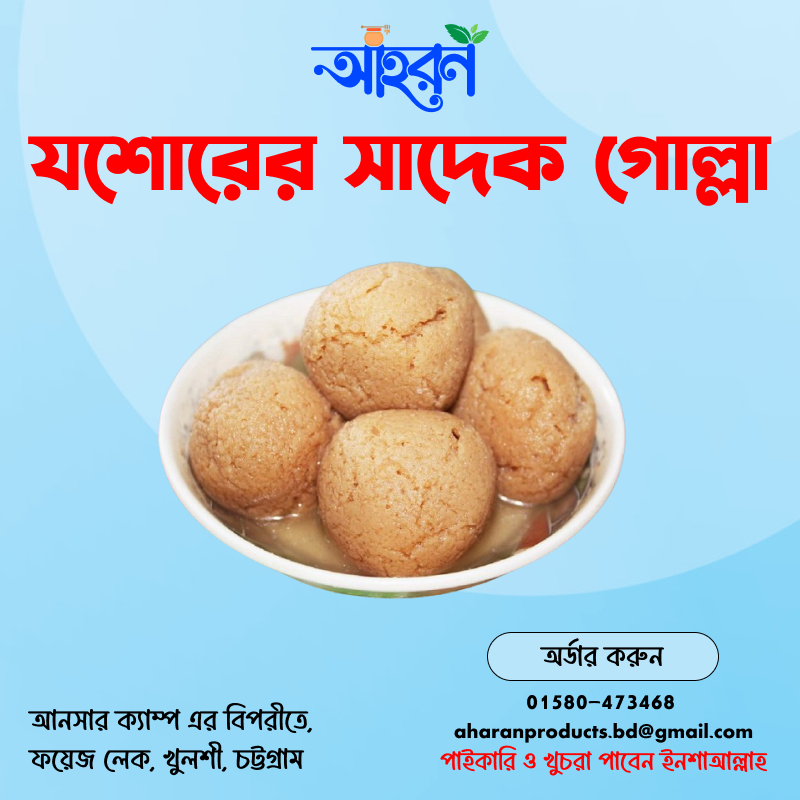 আহরন
যশোরের সাদেক গোল্লা
অর্ডার করুন
01580-473468
aharanproducts.bd@gmail.com
পাইকারি ও খুচরা পাবেন ইনশাআল্লাহ
আনসার ক্যাম্প এর বিপরীতে,
ফয়েজ লেক, খুলশী, চট্টগ্রাম